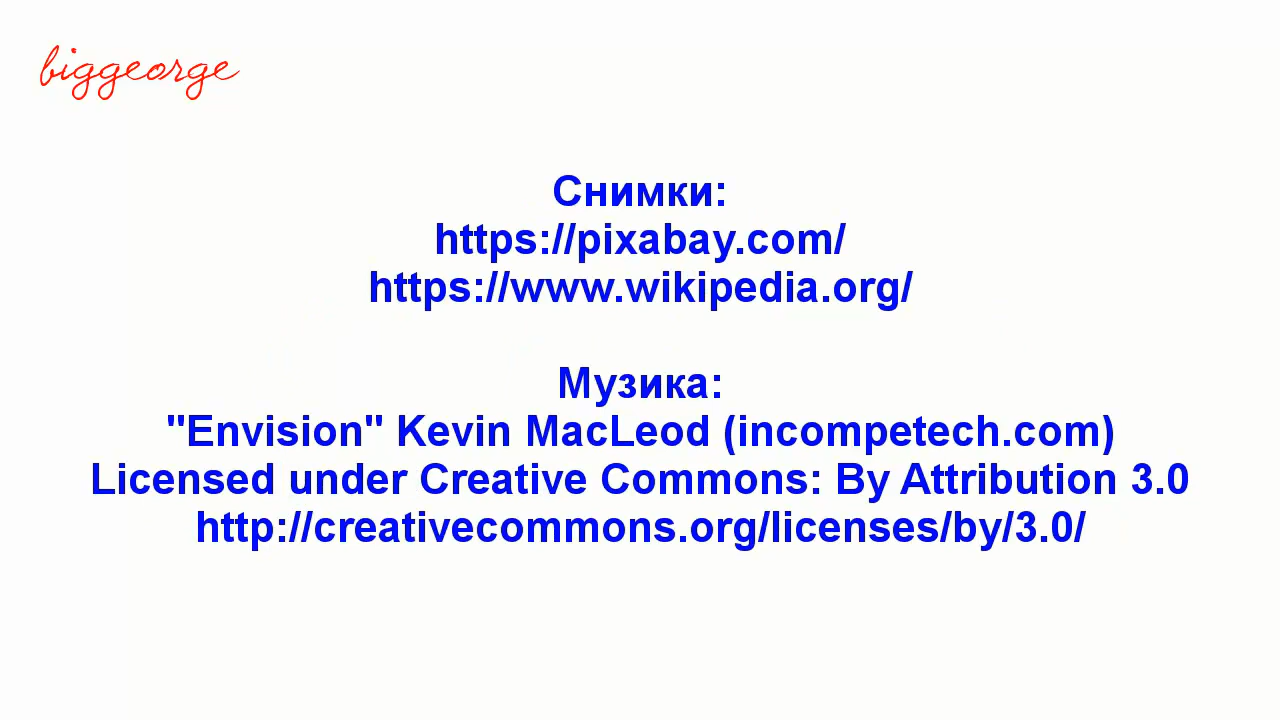 biggeorge
Снимки:
https://pixabay.com/
https://www.wikipedia.org/
Музика:
"Envision" Kevin MacLeod (incompetech.com)
Licensed under Creative Commons: By Attribution 3.0
http://creativecommons.org/licenses/by/3.0/